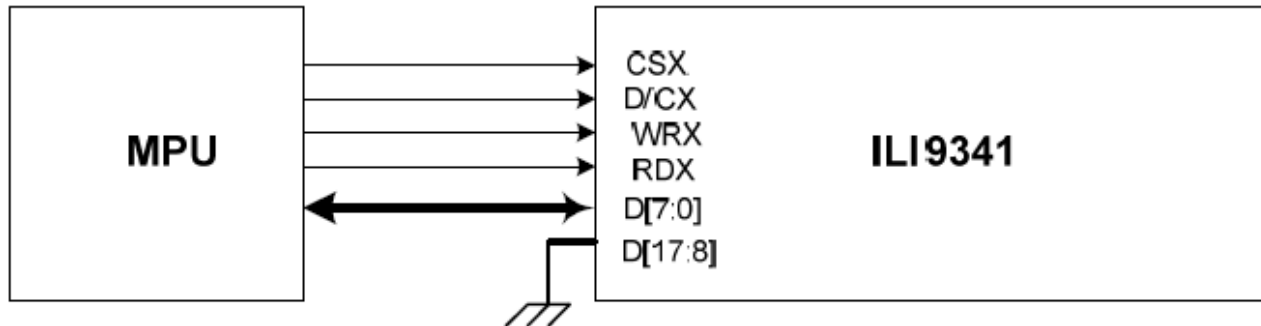 MPU
CSX
D/CX
WRX
RDX
D[7:0]
D[17:8]
ILI9341